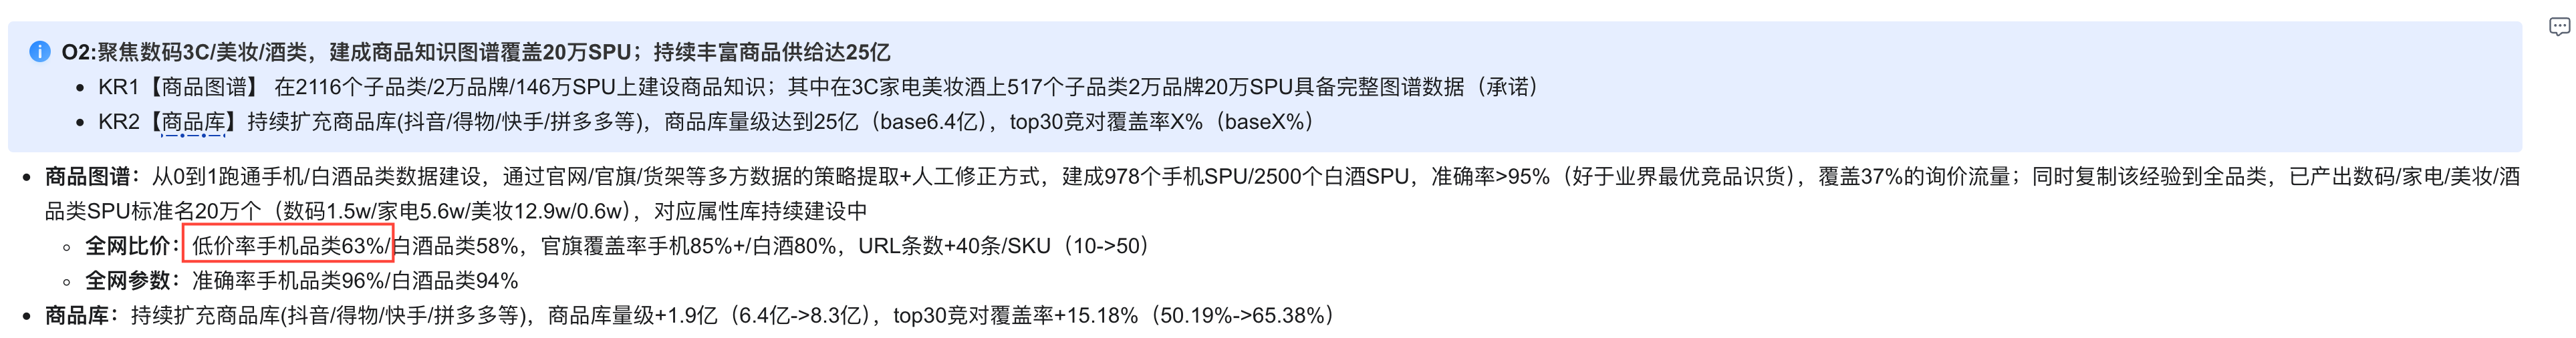 O2:聚焦数码3C/美妆/酒类，建成商品知识图谱覆盖20万SPU；持续丰富商品供给达25亿
KR1【商品图谱】 在2116个子品类/2万品牌/146万SPU上建设商品知识；其中在3C家电美妆酒上517个子品类2万品牌20万SPU具备完整图谱数据（承诺）
KR2【商品库】持续扩充商品库(抖音/得物/快手/拼多多等)，商品库量级达到25亿（base6.4亿），top30竞对覆盖率X%（baseX%）
商品图谱：从0到1跑通手机/白酒品类数据建设，通过官网/官旗/货架等多方数据的策略提取+人工修正方式，建成978个手机SPU/2500个白酒SPU，准确率>95%（好于业界最优竞品识货），覆盖37%的询价流量；同时复制该经验到全品类，已产出数码/家电/美妆/酒
品类SPU标准名20万个（数码1.5w/家电5.6w/美妆12.9w/0.6w），对应属性库持续建设中
全网比价：低价率手机品类63%/白酒品类58%，官旗覆盖率手机85%+/白酒80%，URL条数+40条/SKU（10->50）
全网参数：准确率手机品类96%/白酒品类94%
商品库：持续扩充商品库(抖音/得物/快手/拼多多等)，商品库量级+1.9亿（6.4亿->8.3亿），top30竞对覆盖率+15.18%（50.19%->65.38%）